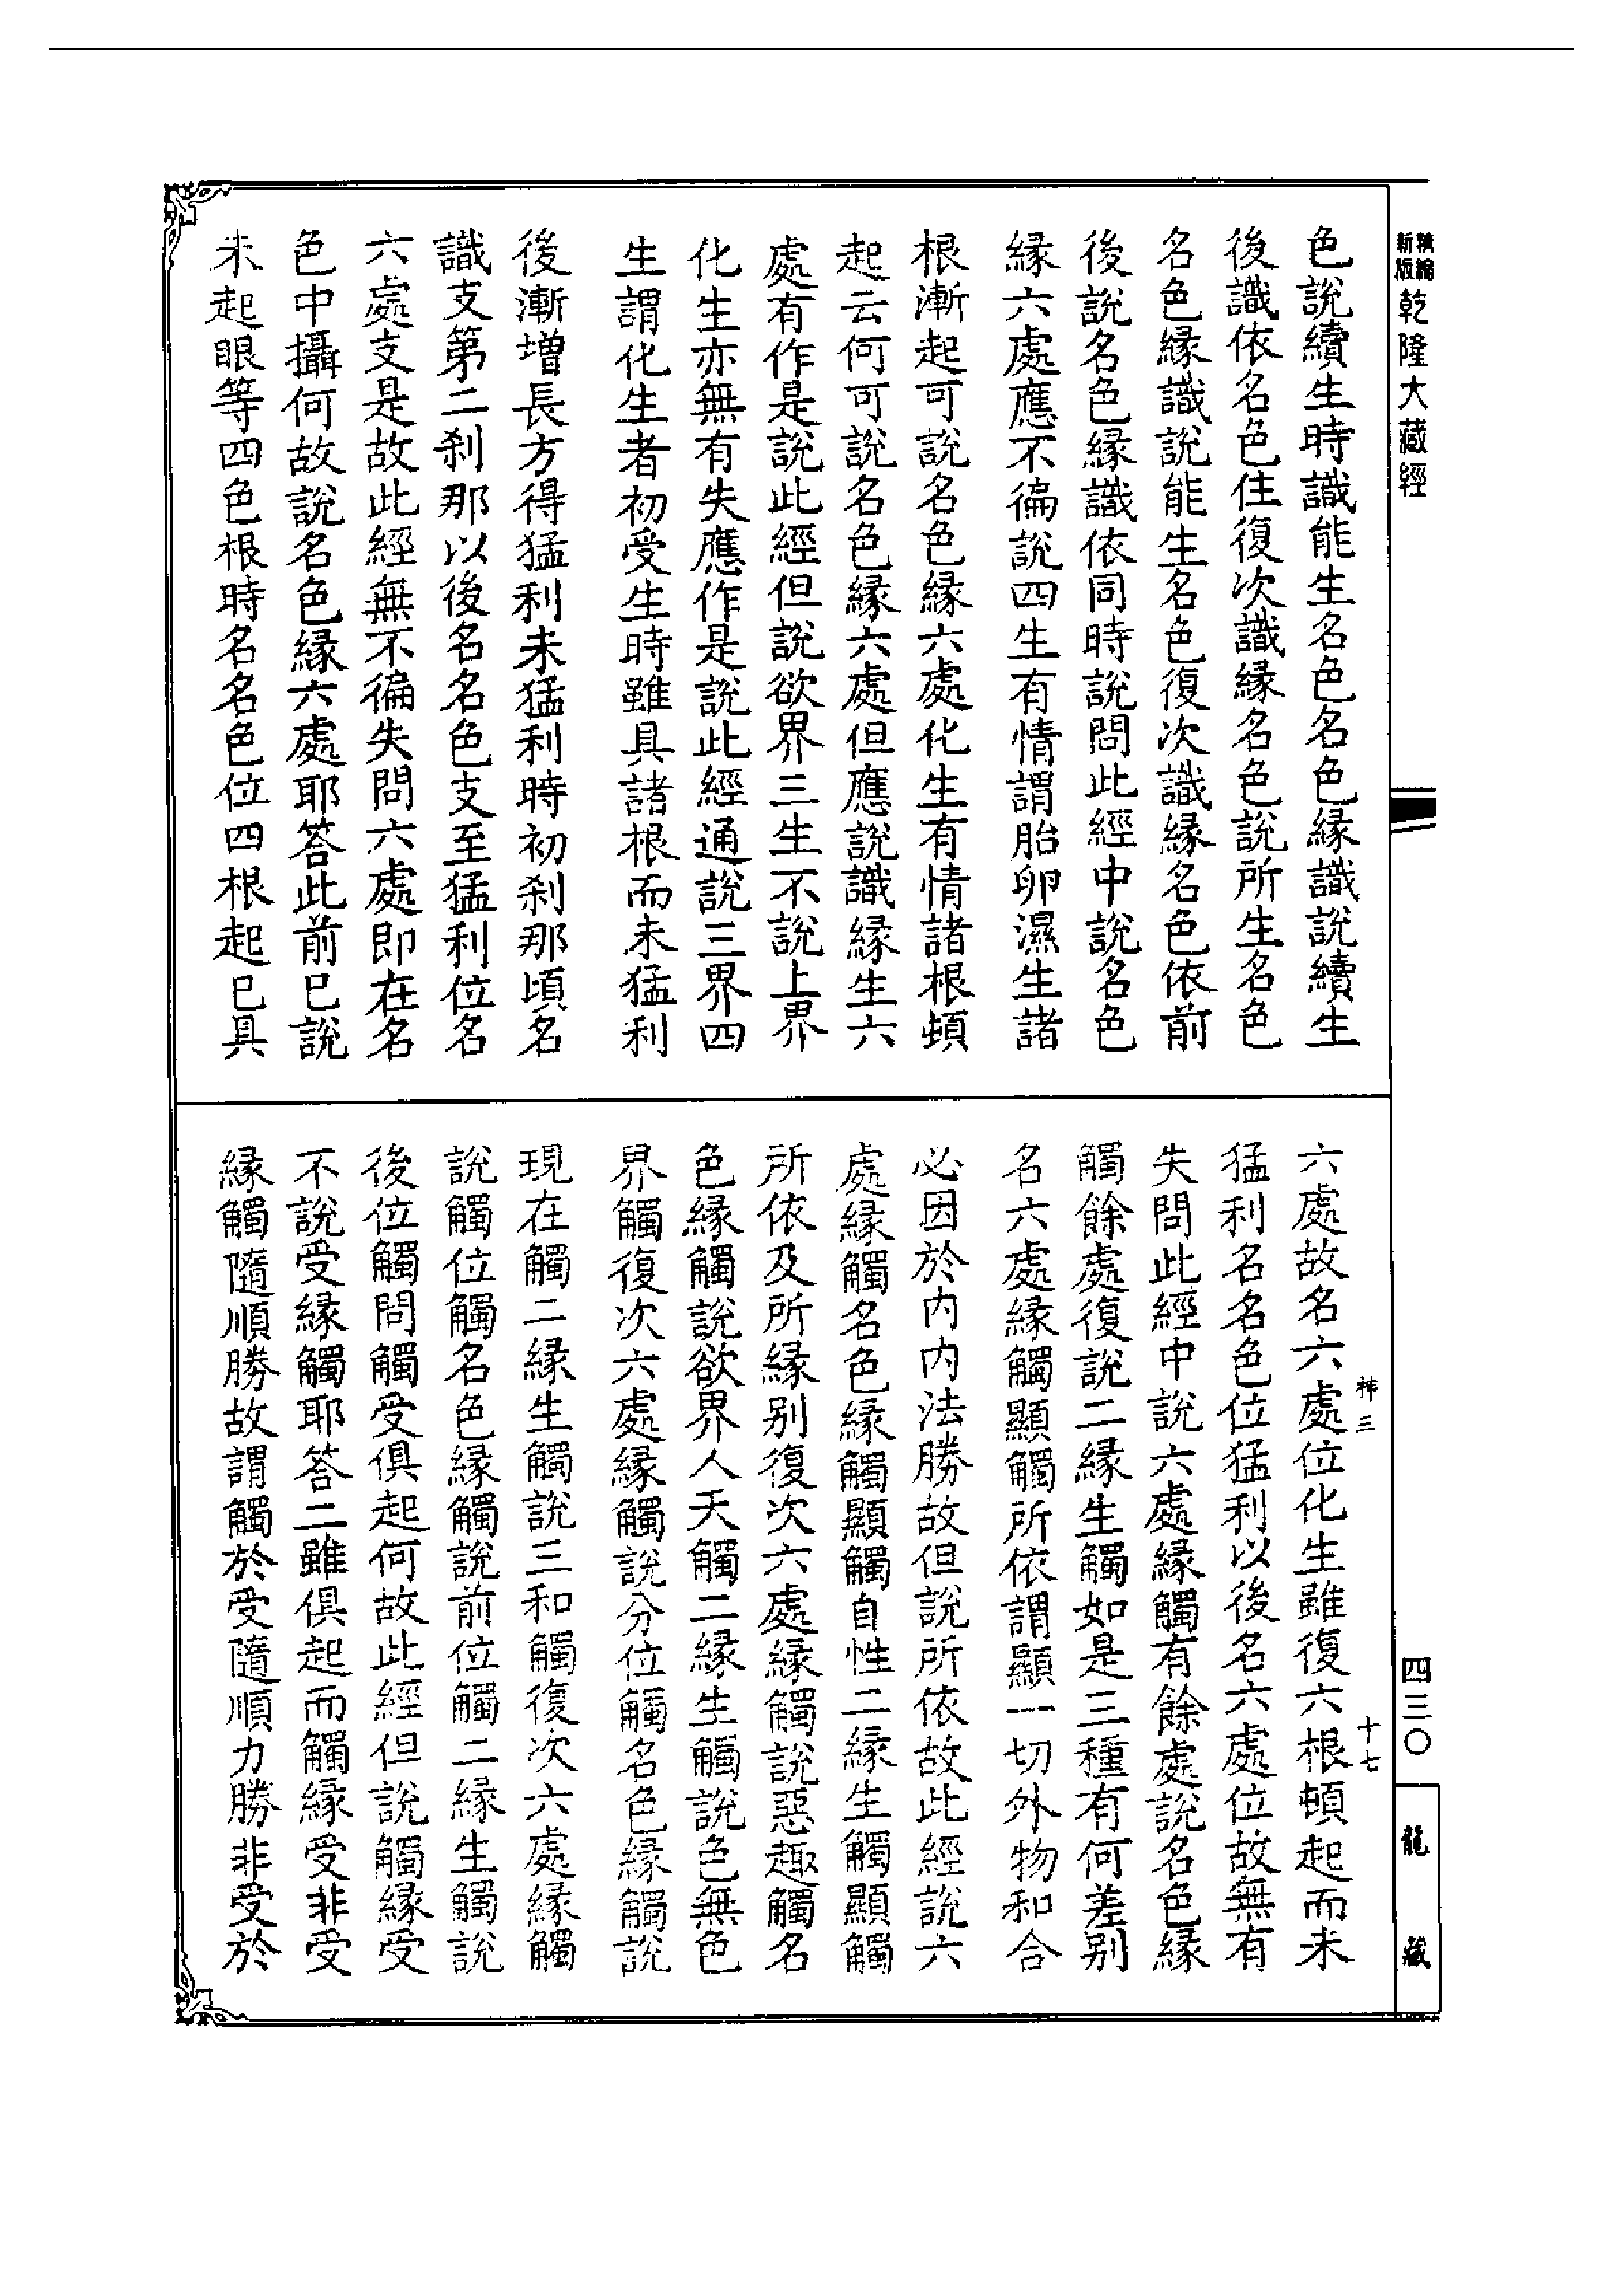 乾隆大藏經
色說續生時識能生名色名色緣識說續生
後識依名色住復次識緣名色說所生名色
名色緣識說能生名色復次識緣名色依前
後說名色緣識依同時說問此經中說名色
緣六處應不徧說四生有情謂胎卵濕生諸
根漸起可說名色緣六處化生有情諸根頓
起云何可說名色緣六處但應說識緣生六
處有作是說此經但說欲界三生不說上界
化生亦無有失應作是說此經通說三界四
生謂化生者初受生時雖具諸根而未猛利
後漸增長方得猛利未猛利時初刹那頃名
識支第二刹那以後名名色支至猛利位名
六處支是故此經無不徧失問六處即在名
色中攝何故說名色緣六處耶答此前已說
未起眼等四色根時名名色位四根起已具
六處故名六處位化生雖復六根頓起而未
猛利名名色位猛利以後名六處位故無有
失問此經中說六處緣觸有餘處說名色緣
觸餘處復說二緣生觸如是三種有何差別
名六處緣觸顯觸所依謂顯一切外物和合
必因於內內法勝故但說所依故此經說六
處緣觸名色緣觸顯觸自性二緣生觸顯觸
所依及所緣別復次六處緣觸說惡趣觸名
色緣觸說欲界人天觸二緣生觸說色無色
界觸復次六處緣觸說分位觸名色緣觸說
現在觸二緣生觸說三和觸復次六處緣觸
說觸位觸名色緣觸說前位觸二緣生觸說
後位觸問觸受俱起何故此經但說觸緣受
不說受緣觸耶答二雖俱起而觸緣受非受
緣觸隨順勝故謂觸於受隨順力勝非受於
四三〇
十七
龍藏